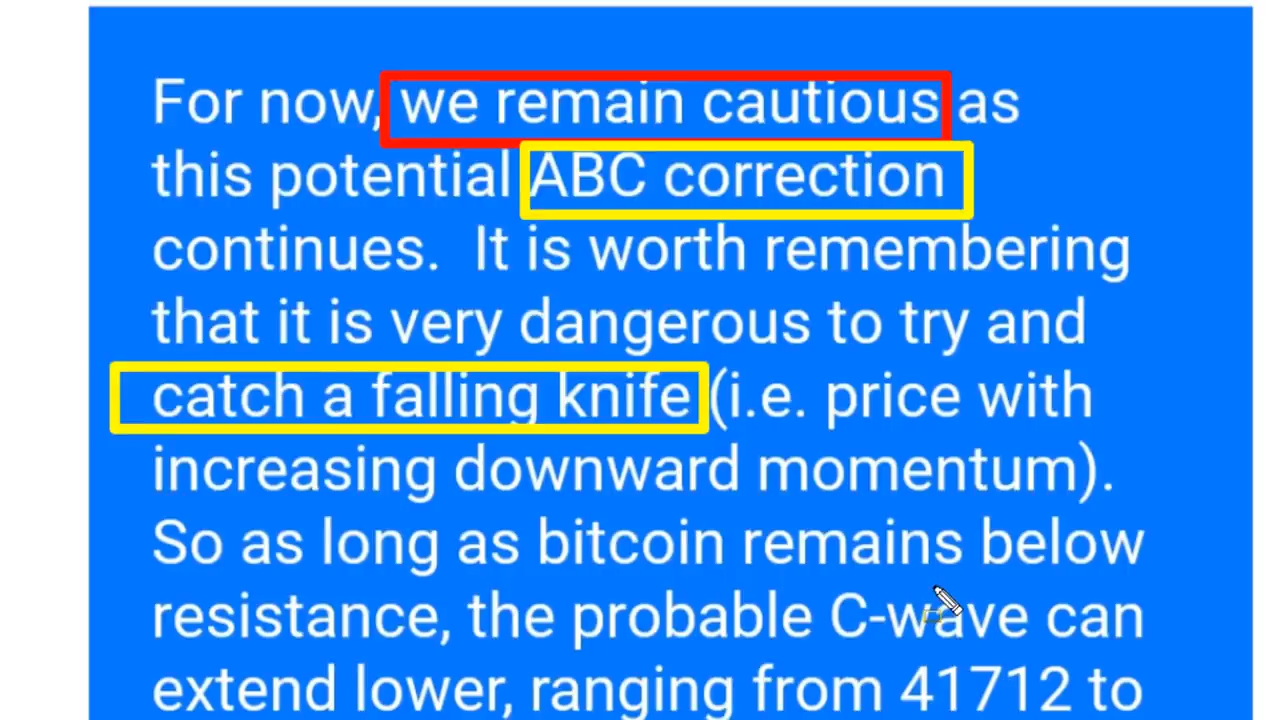 For now, we remain cautious as
this potential ABC correction
continues.  It is worth remembering
that it is very dangerous to try and
catch a falling knife (i.e. price with
increasing downward momentum).
So as long as bitcoin remains below
resistance, the probable C-wave can
extend lower, ranging from 41712 to